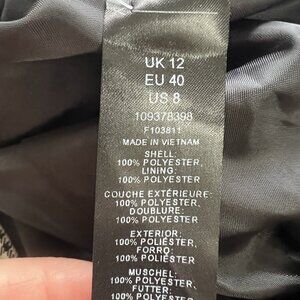 UK 12
EU 40
US 8
109378398
F103811
MADE IN VIETNAM
SHELL:
100% POLYESTER,
LINING:
100% POLYESTER
COUCHE EXTÉRIEURE:
100% POLYESTER,
DOUBLURE:
100% POLYESTER
EXTERIOR:
100% POLIÉSTER,
FORRO:
100% POLIÉSTER
MUSCHEL:
100% POLYESTER,
FUTTER:
100% POLYESTER